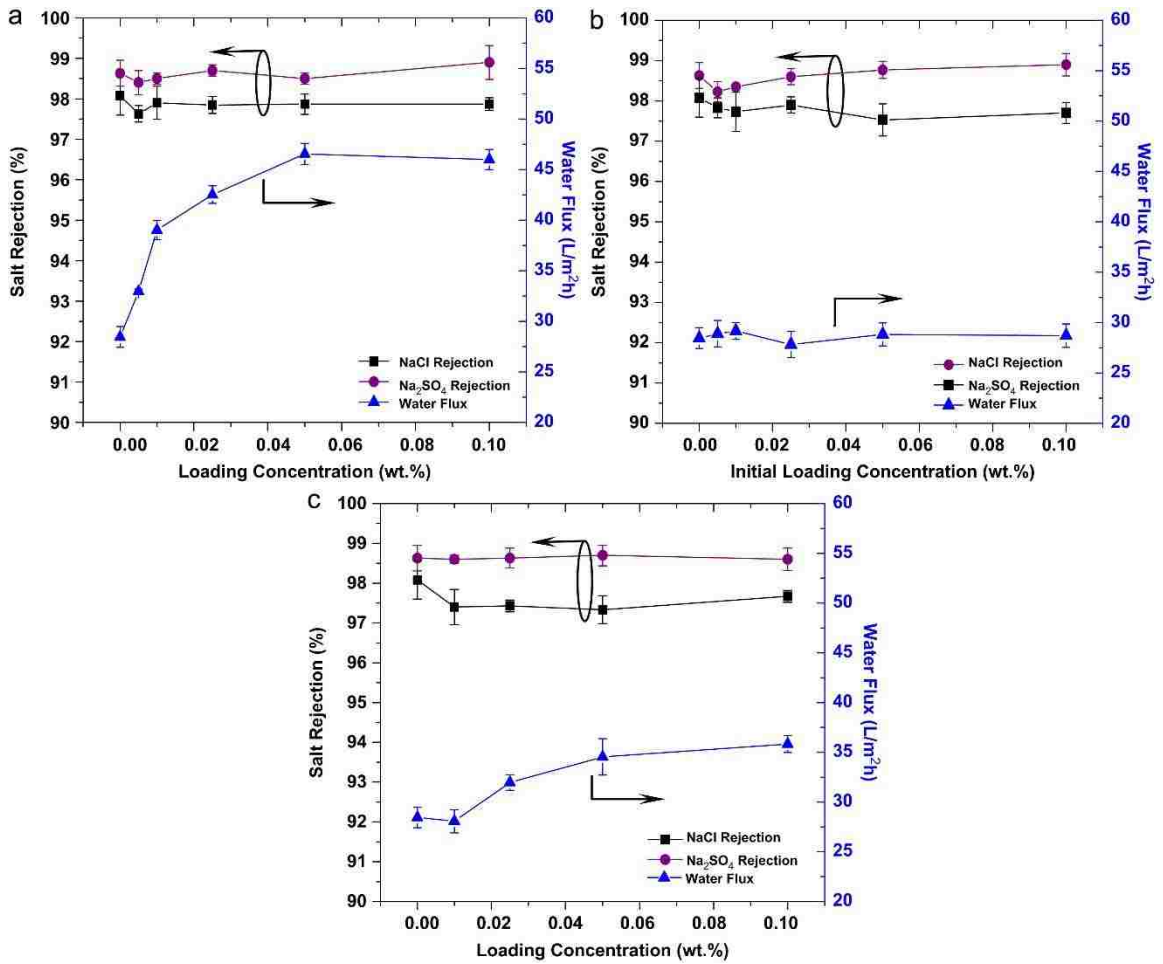 a
100
99
98
97
96
95
94
93
92
91
90
Salt Rejection (%)
60
55
50
45
40
35
30
25
20
Water Flux (L/m²h)
NaCl Rejection
Na₂SO₄ Rejection
Water Flux
0.00 0.02 0.04 0.06 0.08 0.10
Loading Concentration (wt.%)
b
100
99
98
97
96
95
94
93
92
91
90
Salt Rejection (%)
60
55
50
45
40
35
30
25
20
Water Flux (L/m²h)
NaCl Rejection
Na₂SO₄ Rejection
Water Flux
0.00 0.02 0.04 0.06 0.08 0.10
Initial Loading Concentration (wt.%)
c
100
99
98
97
96
95
94
93
92
91
90
Salt Rejection (%)
60
55
50
45
40
35
30
25
20
Water Flux (L/m²h)
NaCl Rejection
Na₂SO₄ Rejection
Water Flux
0.00 0.02 0.04 0.06 0.08 0.10
Loading Concentration (wt.%)